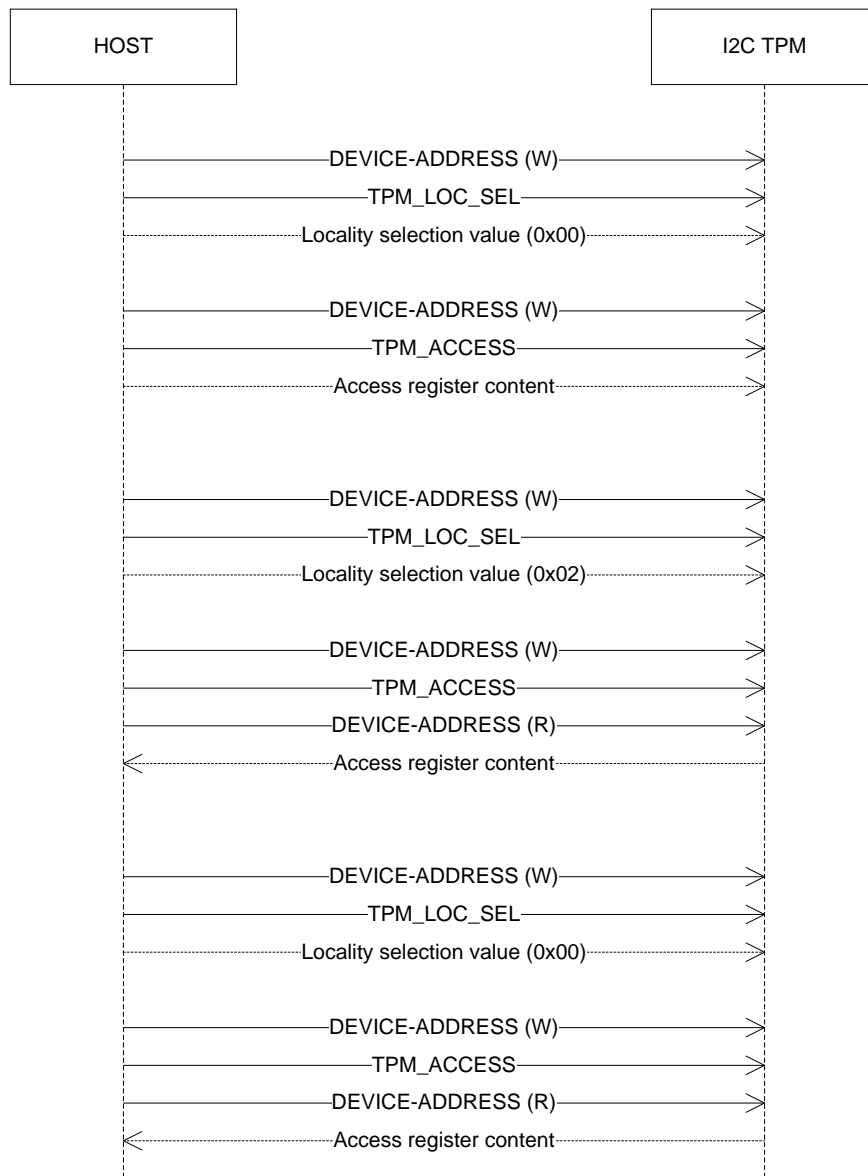 HOST
I2C TPM
DEVICE-ADDRESS (W)
TPM_LOC_SEL
Locality selection value (0x00)
DEVICE-ADDRESS (W)
TPM_ACCESS
Access register content
DEVICE-ADDRESS (W)
TPM_LOC_SEL
Locality selection value (0x02)
DEVICE-ADDRESS (W)
TPM_ACCESS
DEVICE-ADDRESS (R)
Access register content
DEVICE-ADDRESS (W)
TPM_LOC_SEL
Locality selection value (0x00)
DEVICE-ADDRESS (W)
TPM_ACCESS
DEVICE-ADDRESS (R)
Access register content